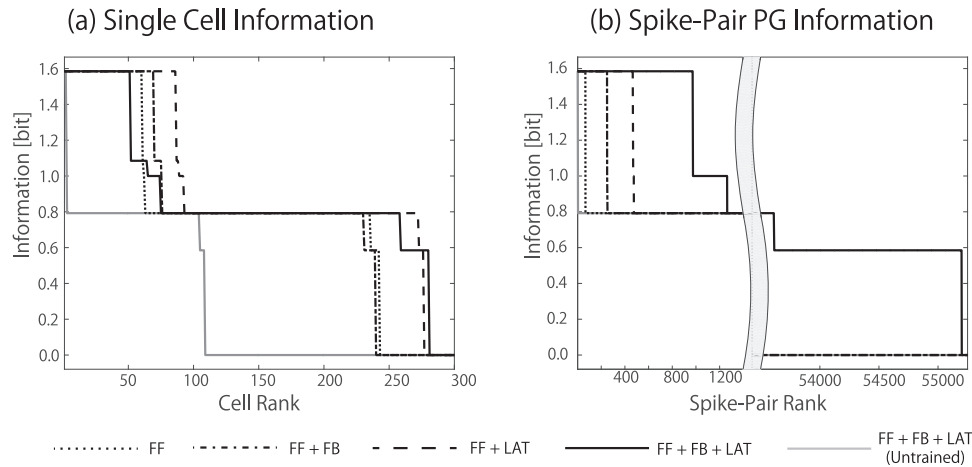 (a) Single Cell Information
(b) Spike-Pair PG Information
Information [bit]
1.6
1.4
1.2
1.0
0.8
0.6
0.4
0.2
0.0
50
100
150
200
250
300
Cell Rank
Information [bit]
1.6
1.4
1.2
1.0
0.8
0.6
0.4
0.2
0.0
400
800
1200
54000
54500
55000
Spike-Pair Rank
FF
FF + FB
FF + LAT
FF + FB + LAT
FF + FB + LAT
(Untrained)